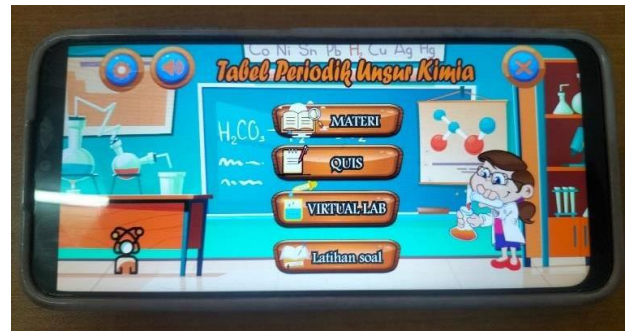 Co Ni Sn Pb H₂ Cu Ag Hg
Tabel Periodik Unsur Kimia
H₂CO₃
MATERI
QUIS
VIRTUAL LAB
Latihan soal